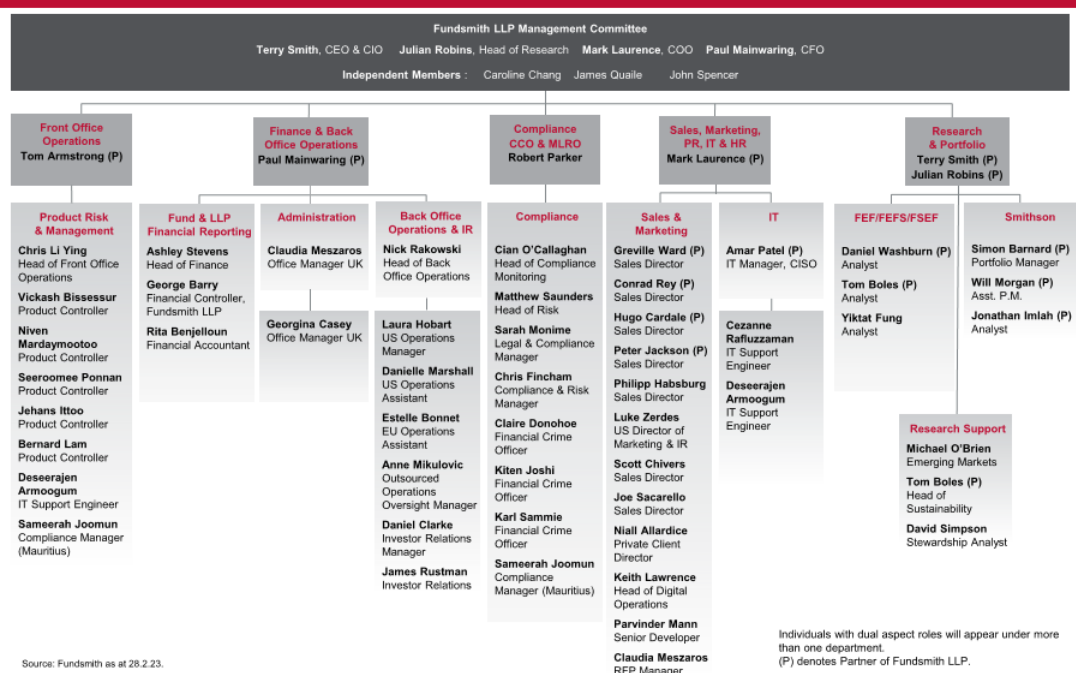 Fundsmith LLP Management Committee
Terry Smith, CEO & CIO Julian Robins, Head of Research Mark Laurence, COO Paul Mainwaring, CFO
Independent Members : Caroline Chang James Quaile John Spencer
Front Office
Operations
Tom Armstrong (P)
Finance & Back
Office Operations
Paul Mainwaring (P)
Compliance
CCO & MLRO
Robert Parker
Sales, Marketing,
PR, IT & HR
Mark Laurence (P)
Research
& Portfolio
Terry Smith (P)
Julian Robins (P)
Product Risk
& Management
Chris Li Ying
Head of Front Office
Operations
Vickash Bissessur
Product Controller
Niven
Mardaymootoo
Product Controller
Seeroomee Ponnan
Product Controller
Jehans Ittoo
Product Controller
Bernard Lam
Product Controller
Deseerajen
Armoogum
IT Support Engineer
Sameerah Joomun
Compliance Manager
(Mauritius)
Fund & LLP
Financial Reporting
Ashley Stevens
Head of Finance
George Barry
Financial Controller,
Fundsmith LLP
Rita Benjelloun
Financial Accountant
Administration
Claudia Meszaros
Office Manager UK
Georgina Casey
Office Manager UK
Back Office
Operations & IR
Nick Rakowski
Head of Back
Office Operations
Laura Hobart
US Operations
Manager
Danielle Marshall
US Operations
Assistant
Estelle Bonnet
EU Operations
Assistant
Anne Mikulovic
Outsourced
Operations
Oversight Manager
Daniel Clarke
Investor Relations
Manager
James Rustman
Investor Relations
Compliance
Cian O'Callaghan
Head of Compliance
Monitoring
Matthew Saunders
Head of Risk
Sarah Monime
Legal & Compliance
Manager
Chris Fincham
Compliance & Risk
Manager
Claire Donohoe
Financial Crime
Officer
Kiten Joshi
Financial Crime
Officer
Karl Sammie
Financial Crime
Officer
Sameerah Joomun
Compliance
Manager (Mauritius)
Sales &
Marketing
Greville Ward (P)
Sales Director
Conrad Rey (P)
Sales Director
Hugo Cardale (P)
Sales Director
Peter Jackson (P)
Sales Director
Philipp Habsburg
Sales Director
Luke Zerdes
US Director of
Marketing & IR
Scott Chivers
Sales Director
Joe Sacarello
Sales Director
Niall Allardice
Private Client
Director
Keith Lawrence
Head of Digital
Operations
Parvinder Mann
Senior Developer
Claudia Meszaros
RFP Manager
IT
Amar Patel (P)
IT Manager, CISO
Cezanne
Rafluzzaman
IT Support
Engineer
Deseerajen
Armoogum
IT Support
Engineer
FEF/FEFS/FSEF
Daniel Washburn (P)
Analyst
Tom Boles (P)
Analyst
Yiktat Fung
Analyst
Smithson
Simon Barnard (P)
Portfolio Manager
Will Morgan (P)
Asst. P.M.
Jonathan Imlah (P)
Analyst
Research Support
Michael O'Brien
Emerging Markets
Tom Boles (P)
Head of
Sustainability
David Simpson
Stewardship Analyst
Individuals with dual aspect roles will appear under more
than one department.
(P) denotes Partner of Fundsmith LLP.
Source: Fundsmith as at 28.2.23.